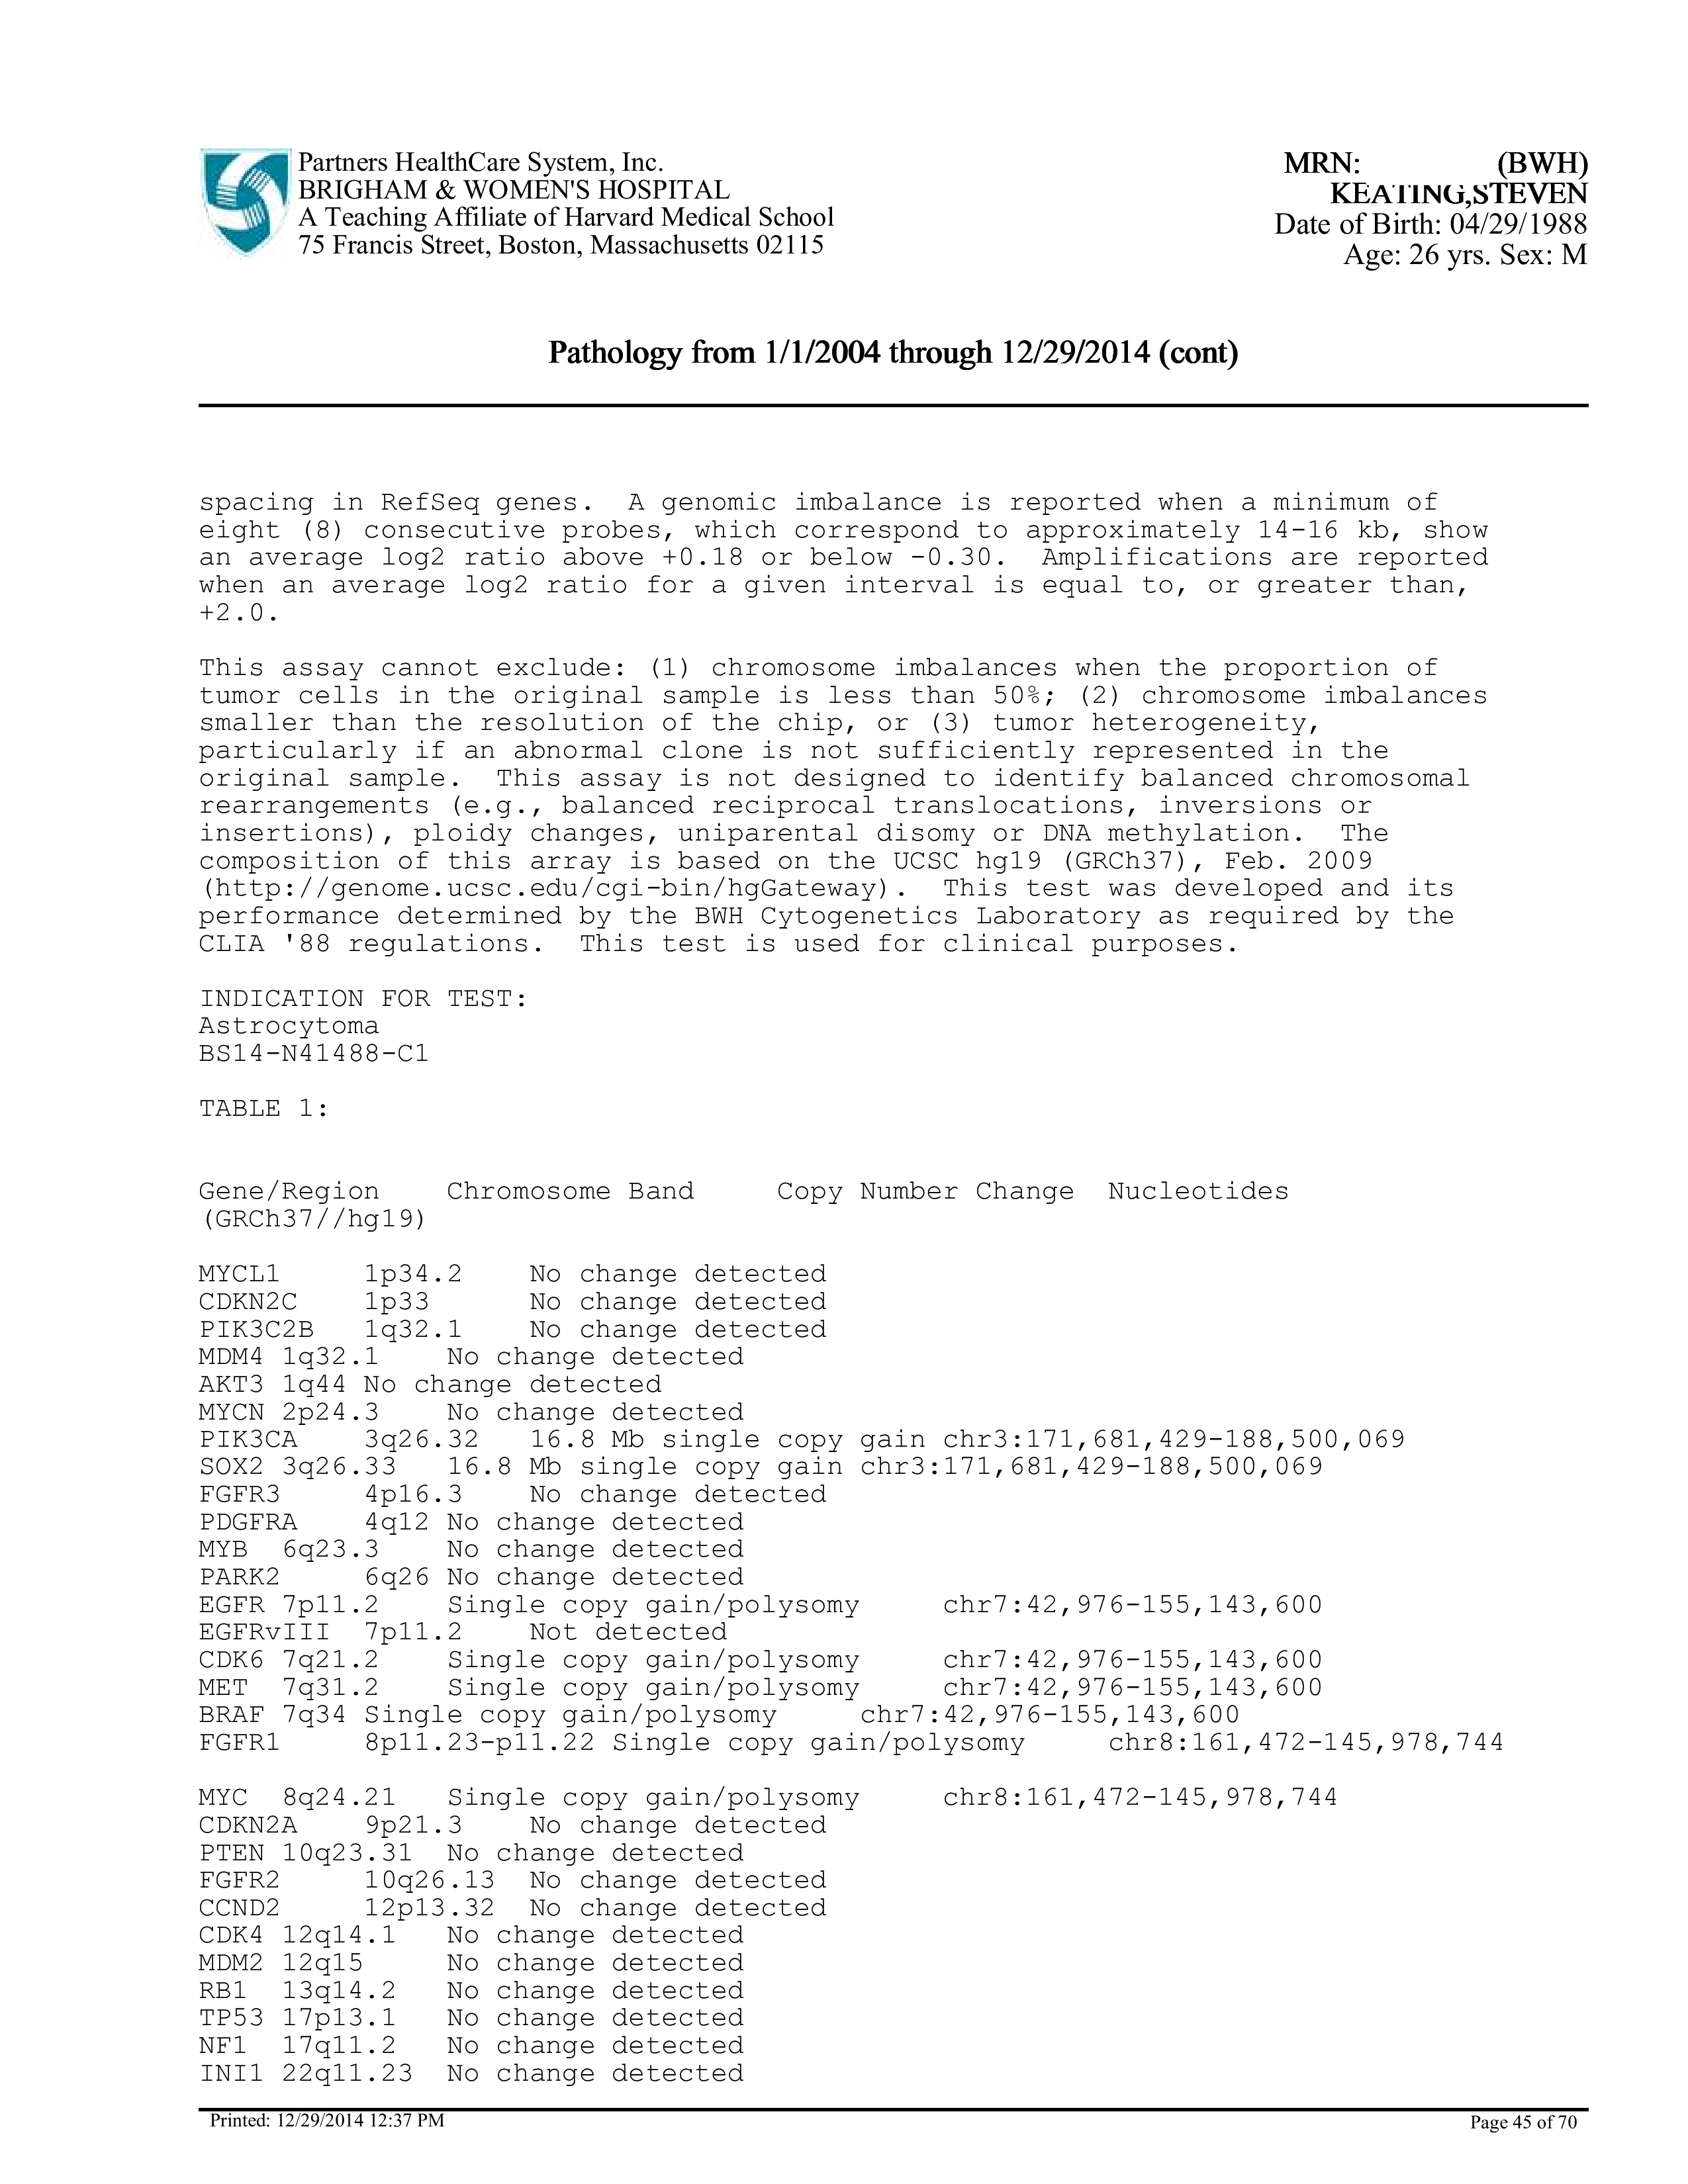 Partners HealthCare System, Inc.
BRIGHAM & WOMEN'S HOSPITAL
A Teaching Affiliate of Harvard Medical School
75 Francis Street, Boston, Massachusetts 02115
MRN: (BWH)
KEATING,STEVEN
Date of Birth: 04/29/1988
Age: 26 yrs. Sex: M
Pathology from 1/1/2004 through 12/29/2014 (cont)
spacing in RefSeq genes.  A genomic imbalance is reported when a minimum of
eight (8) consecutive probes, which correspond to approximately 14-16 kb, show
an average log2 ratio above +0.18 or below -0.30.  Amplifications are reported
when an average log2 ratio for a given interval is equal to, or greater than,
+2.0.
This assay cannot exclude: (1) chromosome imbalances when the proportion of
tumor cells in the original sample is less than 50%; (2) chromosome imbalances
smaller than the resolution of the chip, or (3) tumor heterogeneity,
particularly if an abnormal clone is not sufficiently represented in the
original sample.  This assay is not designed to identify balanced chromosomal
rearrangements (e.g., balanced reciprocal translocations, inversions or
insertions), ploidy changes, uniparental disomy or DNA methylation.  The
composition of this array is based on the UCSC hg19 (GRCh37), Feb. 2009
(http://genome.ucsc.edu/cgi-bin/hgGateway).  This test was developed and its
performance determined by the BWH Cytogenetics Laboratory as required by the
CLIA '88 regulations.  This test is used for clinical purposes.
INDICATION FOR TEST:
Astrocytoma
BS14-N41488-C1
TABLE 1:
Gene/Region    Chromosome Band     Copy Number Change  Nucleotides
(GRCh37//hg19)
MYCL1     1p34.2    No change detected
CDKN2C    1p33      No change detected
PIK3C2B   1q32.1    No change detected
MDM4 1q32.1    No change detected
AKT3 1q44 No change detected
MYCN 2p24.3    No change detected
PIK3CA    3q26.32   16.8 Mb single copy gain chr3:171,681,429-188,500,069
SOX2 3q26.33   16.8 Mb single copy gain chr3:171,681,429-188,500,069
FGFR3     4p16.3    No change detected
PDGFRA    4q12 No change detected
MYB  6q23.3    No change detected
PARK2     6q26 No change detected
EGFR 7p11.2    Single copy gain/polysomy     chr7:42,976-155,143,600
EGFRvIII  7p11.2    Not detected
CDK6 7q21.2    Single copy gain/polysomy     chr7:42,976-155,143,600
MET  7q31.2    Single copy gain/polysomy     chr7:42,976-155,143,600
BRAF 7q34 Single copy gain/polysomy     chr7:42,976-155,143,600
FGFR1     8p11.23-p11.22 Single copy gain/polysomy     chr8:161,472-145,978,744
MYC  8q24.21   Single copy gain/polysomy     chr8:161,472-145,978,744
CDKN2A    9p21.3    No change detected
PTEN 10q23.31  No change detected
FGFR2     10q26.13  No change detected
CCND2     12p13.32  No change detected
CDK4 12q14.1   No change detected
MDM2 12q15     No change detected
RB1  13q14.2   No change detected
TP53 17p13.1   No change detected
NF1  17q11.2   No change detected
INI1 22q11.23  No change detected
Printed: 12/29/2014 12:37 PM
Page 45 of 70